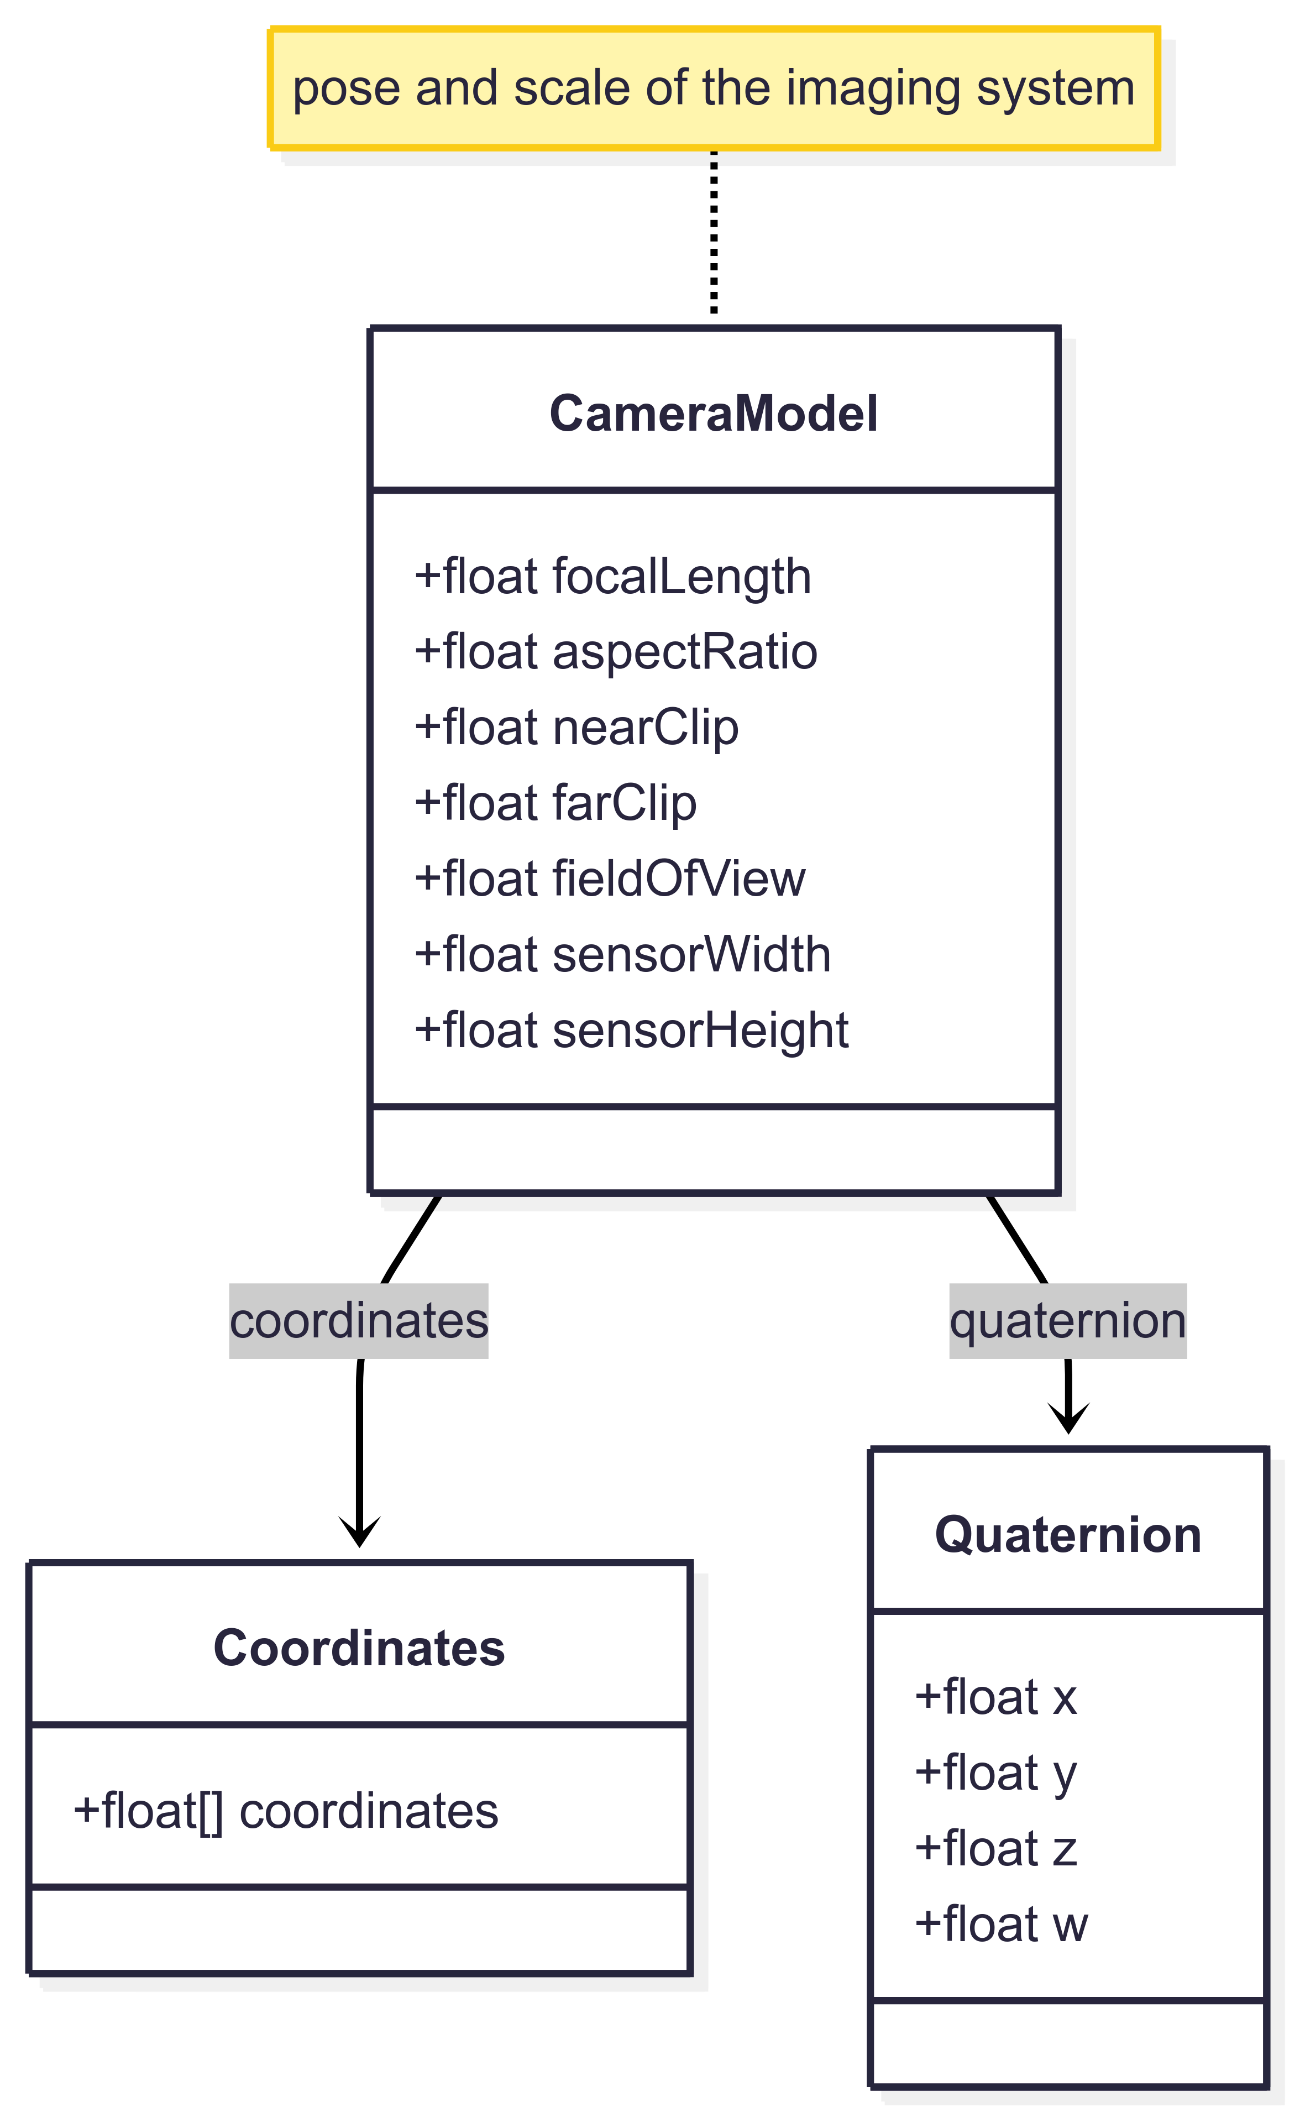 pose and scale of the imaging system
CameraModel
+float focalLength
+float aspectRatio
+float nearClip
+float farClip
+float fieldOfView
+float sensorWidth
+float sensorHeight
coordinates
quaternion
Coordinates
+float[] coordinates
Quaternion
+float x
+float y
+float z
+float w